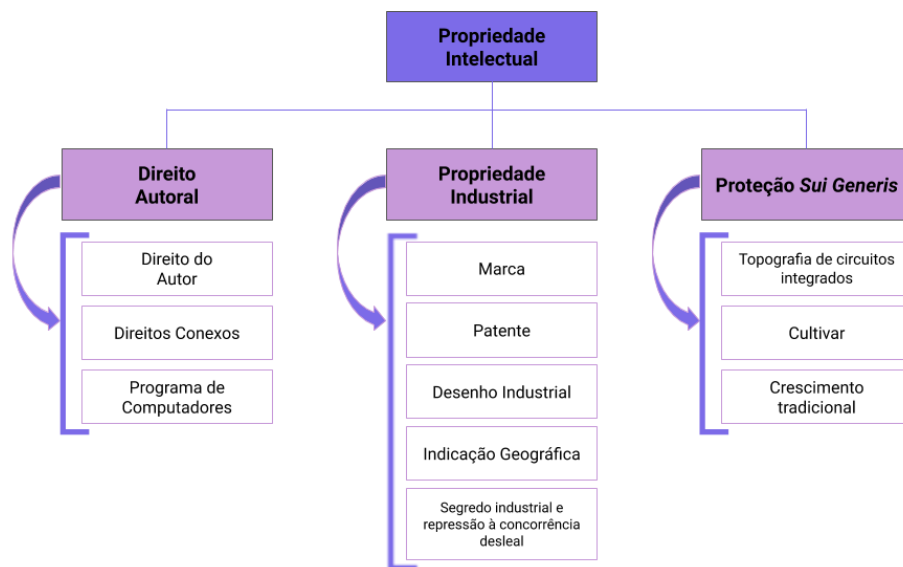 Propriedade
Intelectual
Direito
Autoral
Direito do
Autor
Direitos Conexos
Programa de
Computadores
Propriedade
Industrial
Marca
Patente
Desenho Industrial
Indicação Geográfica
Segredo industrial e
repressão à concorrência
desleal
Proteção Sui Generis
Topografia de circuitos
integrados
Cultivar
Crescimento
tradicional